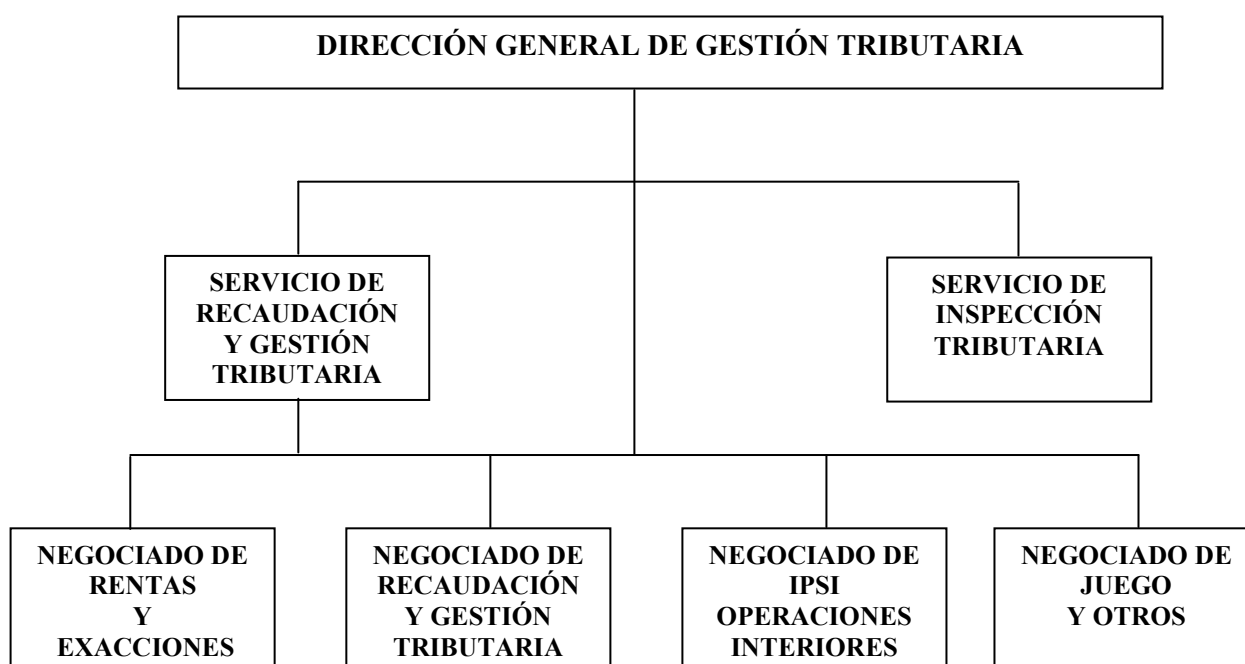 DIRECCIÓN GENERAL DE GESTIÓN TRIBUTARIA
SERVICIO DE
RECAUDACIÓN
Y GESTIÓN
TRIBUTARIA
SERVICIO DE
INSPECCIÓN
TRIBUTARIA
NEGOCIADO DE
RENTAS
Y
EXACCIONES
NEGOCIADO DE
RECAUDACIÓN
Y GESTIÓN
TRIBUTARIA
NEGOCIADO DE
IPSI
OPERACIONES
INTERIORES
NEGOCIADO DE
JUEGO
Y OTROS